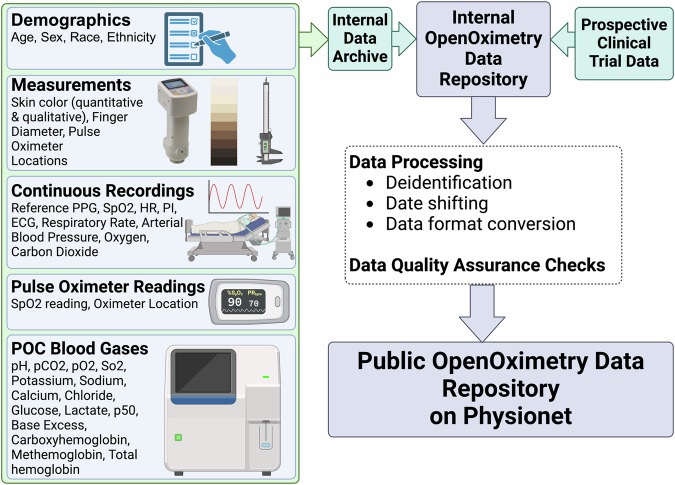 Demographics
Age, Sex, Race, Ethnicity
Measurements
Skin color (quantitative
& qualitative), Finger
Diameter, Pulse
Oximeter
Locations
Continuous Recordings
Reference PPG, SpO2, HR, PI,
ECG, Respiratory Rate, Arterial
Blood Pressure, Oxygen,
Carbon Dioxide
Pulse Oximeter Readings
SpO2 reading, Oximeter Location
%SpO2 PRbpm
90 70
POC Blood Gases
pH, pCO2, pO2, So2,
Potassium, Sodium,
Calcium, Chloride,
Glucose, Lactate, p50,
Base Excess,
Carboxyhemoglobin,
Methemoglobin, Total
hemoglobin
Internal
Data
Archive
Internal
OpenOximetry
Data
Repository
Prospective
Clinical
Trial Data
Data Processing
• Deidentification
• Date shifting
• Data format conversion
Data Quality Assurance Checks
Public OpenOximetry Data
Repository
on Physionet